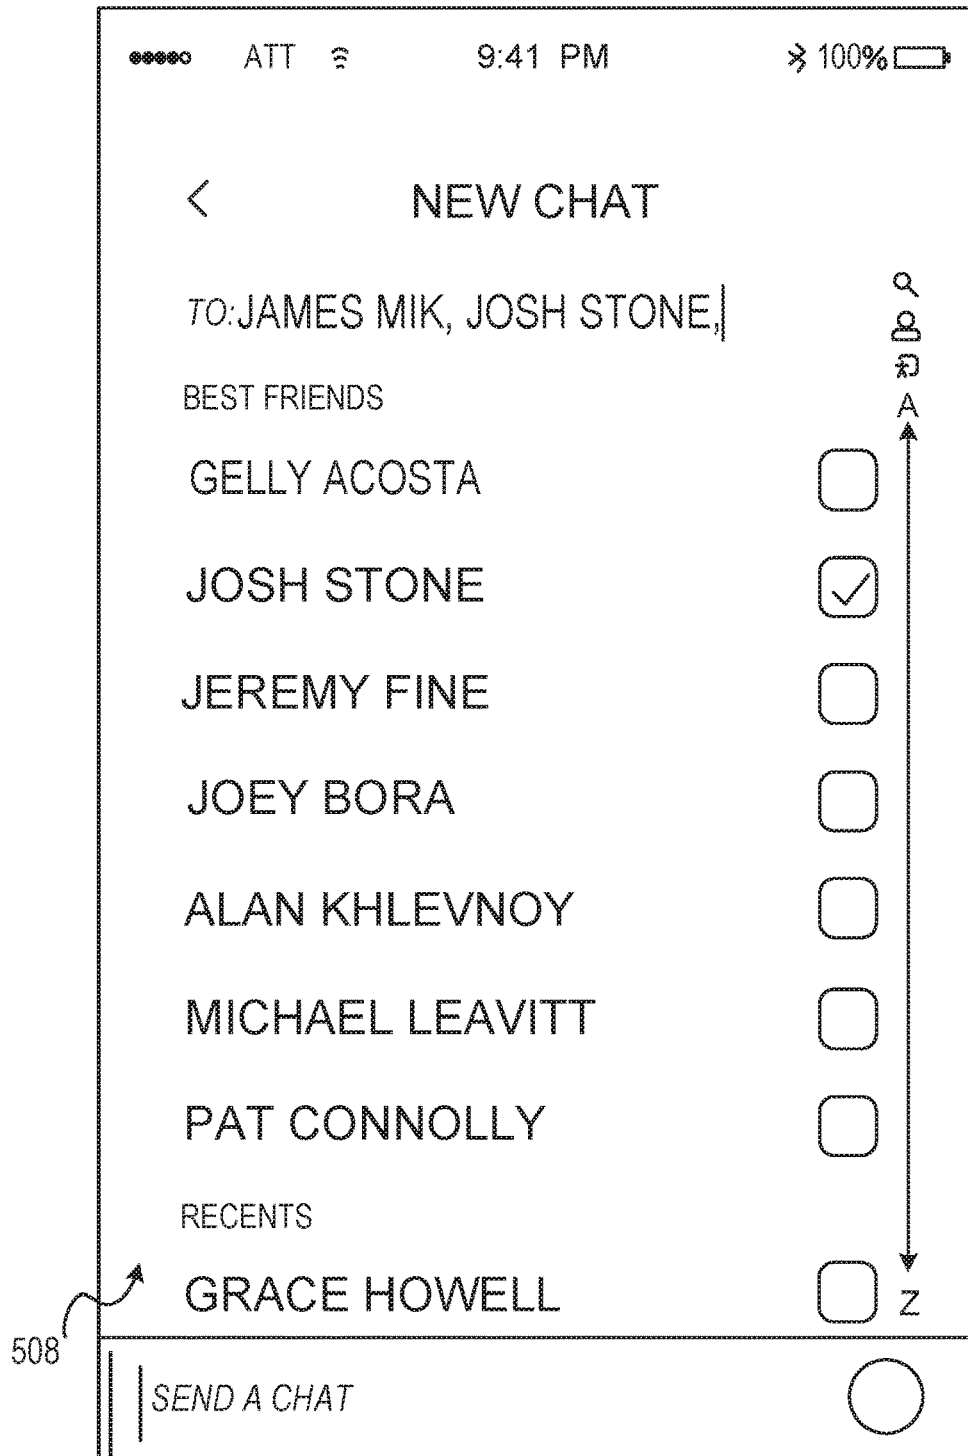 ATT 9:41 PM 100%
< NEW CHAT
TO:JAMES MIK, JOSH STONE,
BEST FRIENDS
A
GELLY ACOSTA
JOSH STONE
JEREMY FINE
JOEY BORA
ALAN KHLEVNOY
MICHAEL LEAVITT
PAT CONNOLLY
RECENTS
GRACE HOWELL
Z
508
SEND A CHAT